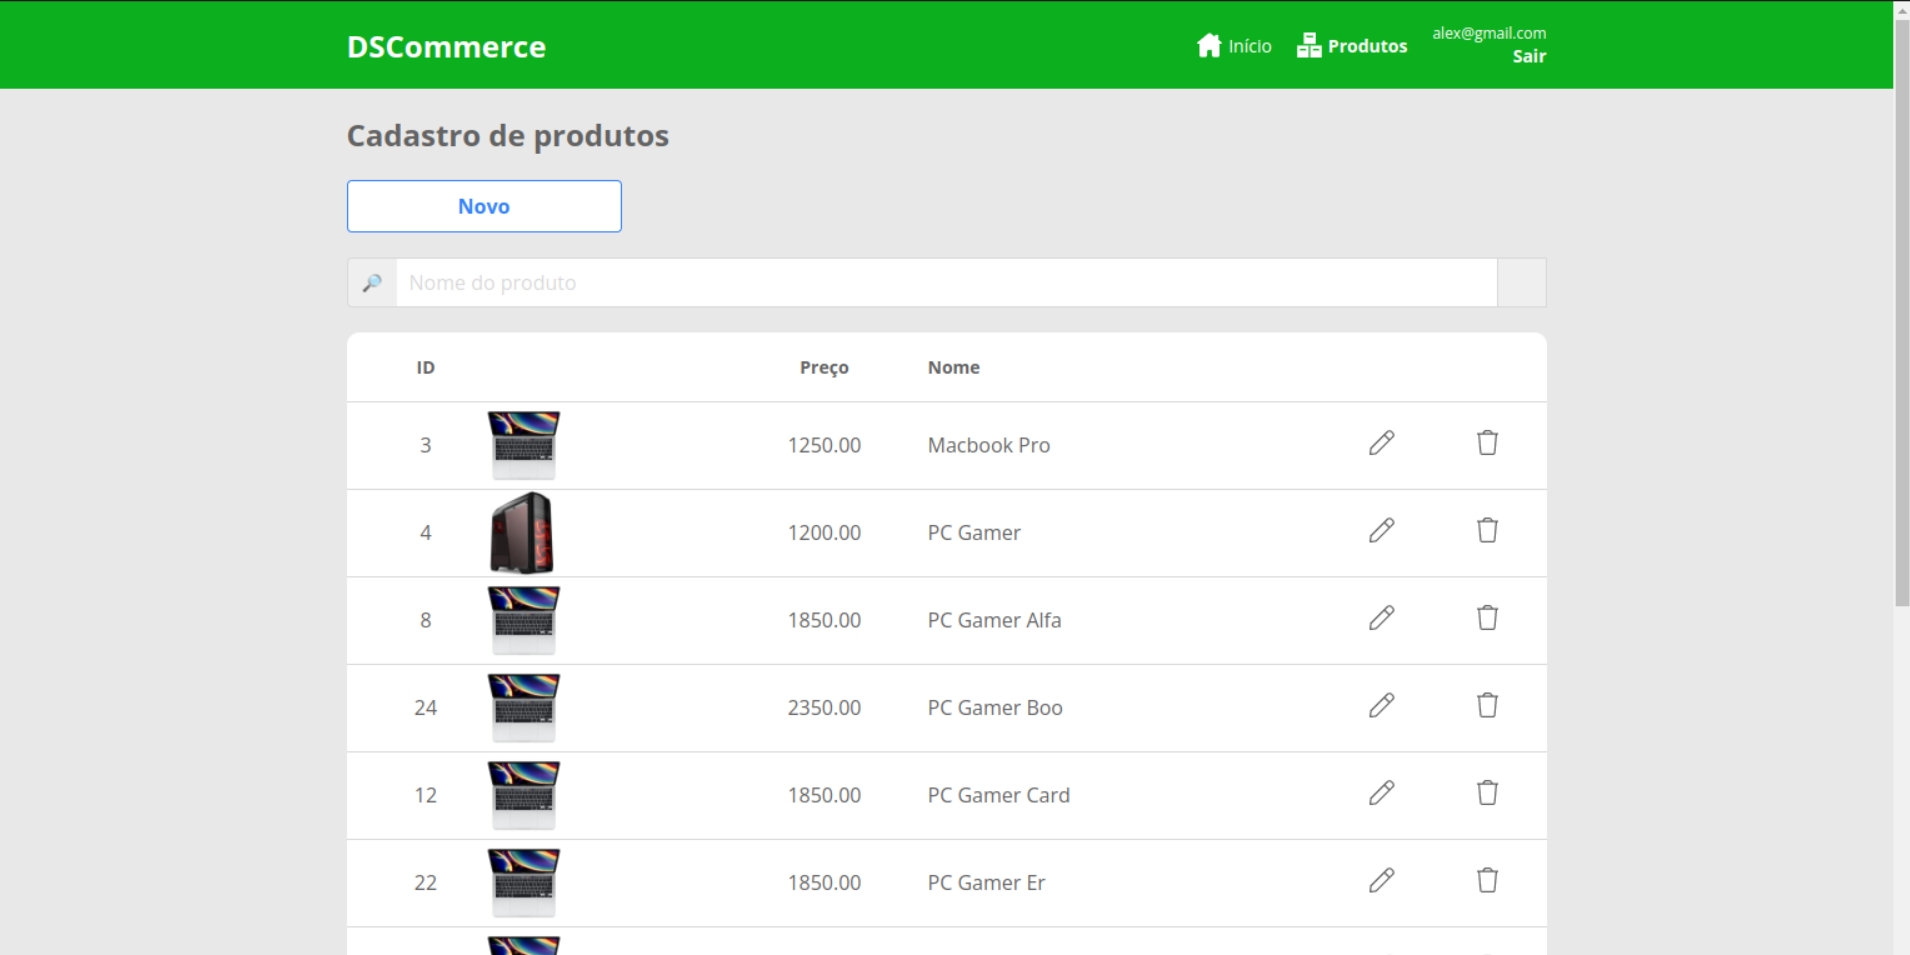 DSCommerce
Início
Produtos
alex@gmail.com
Sair
Cadastro de produtos
Novo
Nome do produto
ID Preço Nome
3 1250.00 Macbook Pro
4 1200.00 PC Gamer
8 1850.00 PC Gamer Alfa
24 2350.00 PC Gamer Boo
12 1850.00 PC Gamer Card
22 1850.00 PC Gamer Er